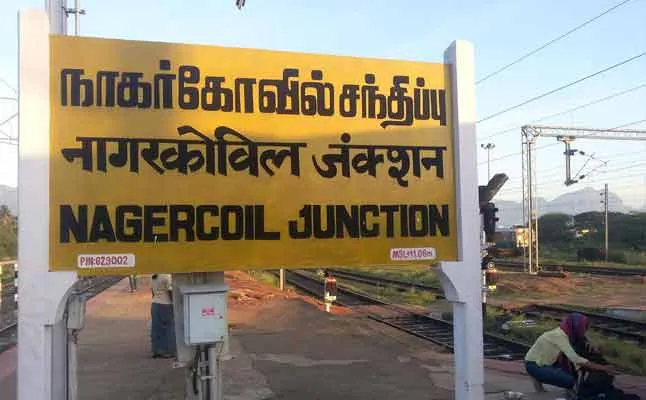 நாகர்கோவில் சந்திப்பு
नागरकोविल जंक्शन
NAGERCOIL JUNCTION
PIN:629002
MSL:+11.06m